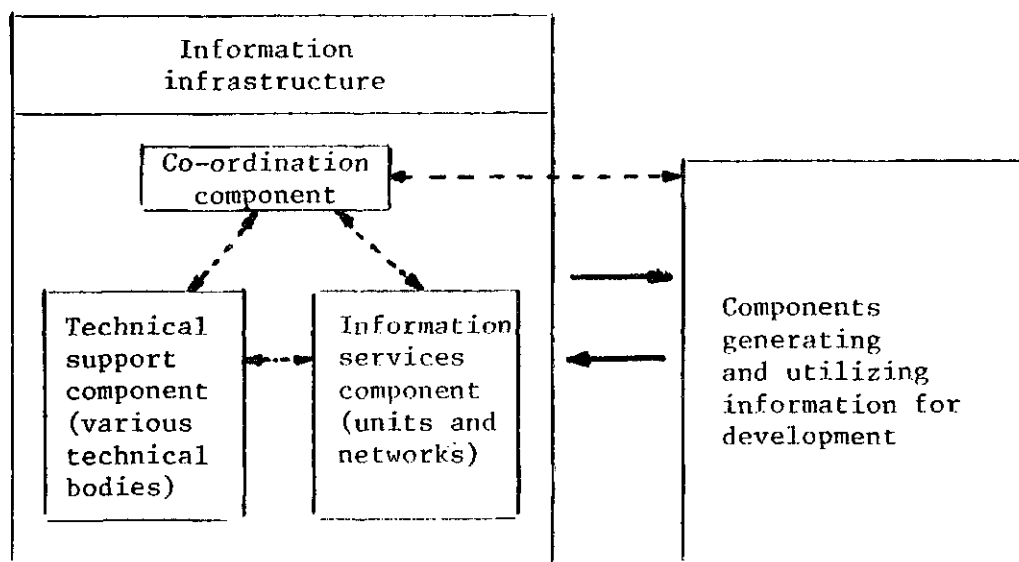 Information
infrastructure
Co-ordination
component
Technical
support
component
(various
technical
bodies)
Information
services
component
(units and
networks)
Components
generating
and utilizing
information for
development